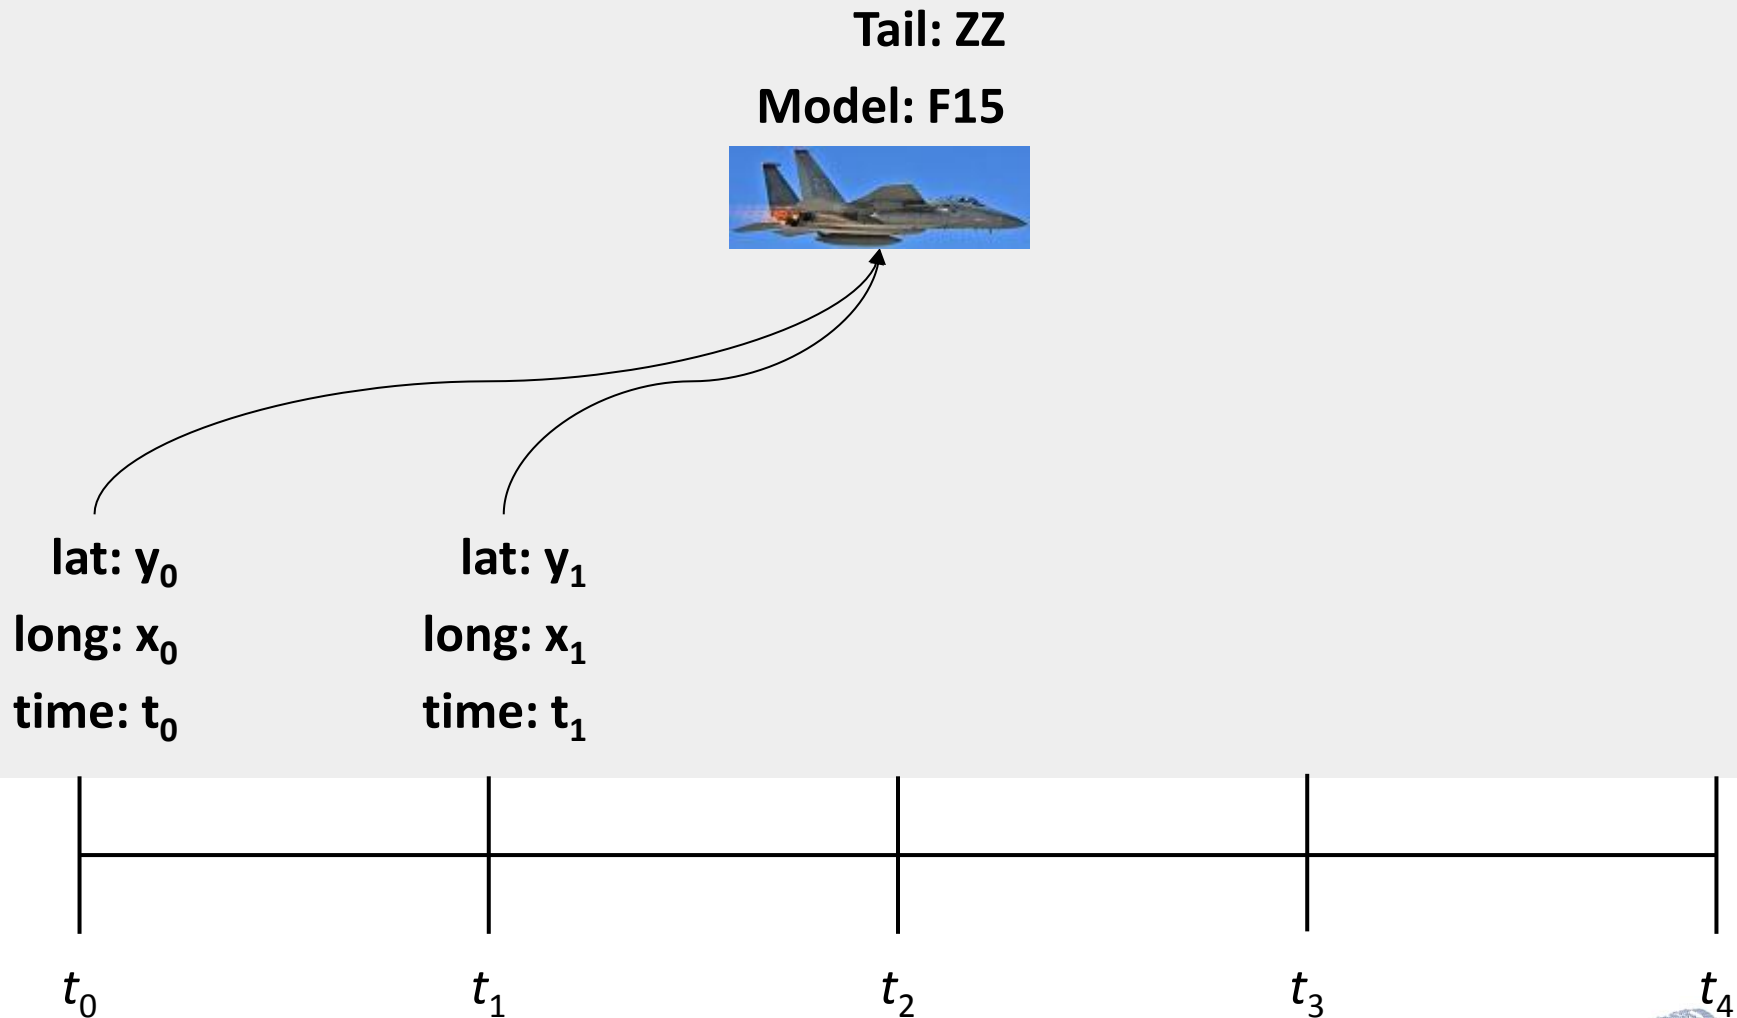 Tail: ZZ
Model: F15
lat: y₀ lat: y₁
long: x₀ long: x₁
time: t₀ time: t₁
t₀ t₁ t₂ t₃ t₄